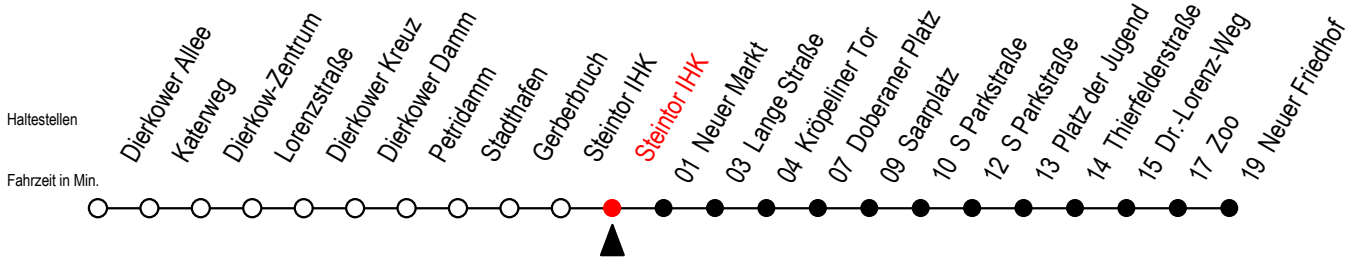 Haltestellen
Fahrzeit in Min.
Dierkower Allee
Katerweg
Dierkow-Zentrum
Lorenzstraße
Dierkower Kreuz
Dierkower Damm
Petridamm
Stadthafen
Gerberbruch
Steintor IHK
Steintor IHK
01 Neuer Markt
03 Lange Straße
04 Kröpeliner Tor
07 Doberaner Platz
09 Saarplatz
10 S Parkstraße
12 S Parkstraße
13 Platz der Jugend
14 Thierfelderstraße
15 Dr.-Lorenz-Weg
17 Zoo
19 Neuer Friedhof